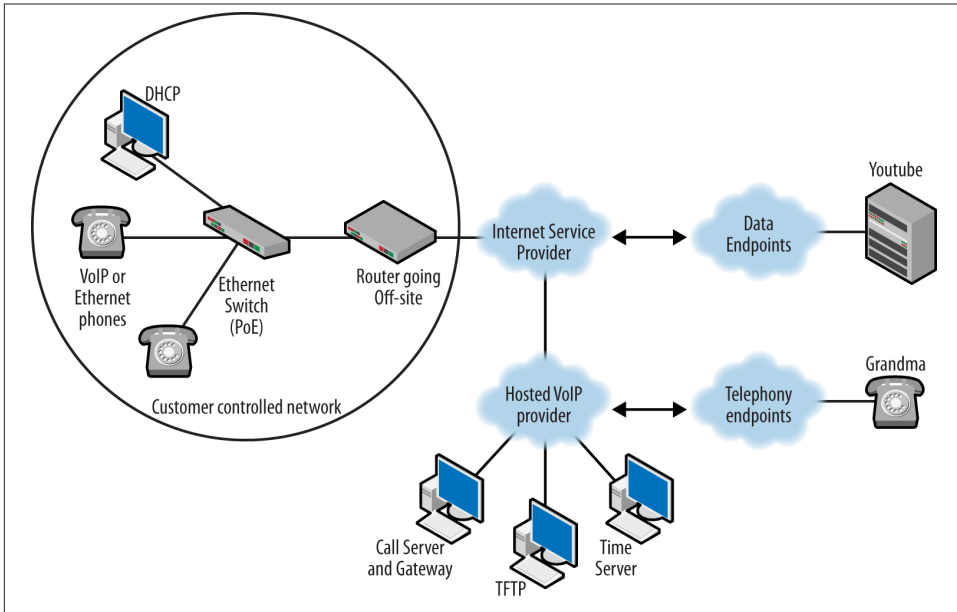 DHCP
VoIP or
Ethernet
phones
Ethernet
Switch
(PoE)
Router going
Off-site
Customer controlled network
Internet Service
Provider
Data
Endpoints
Youtube
Hosted VoIP
provider
Telephony
endpoints
Grandma
Call Server
and Gateway
TFTP
Time
Server